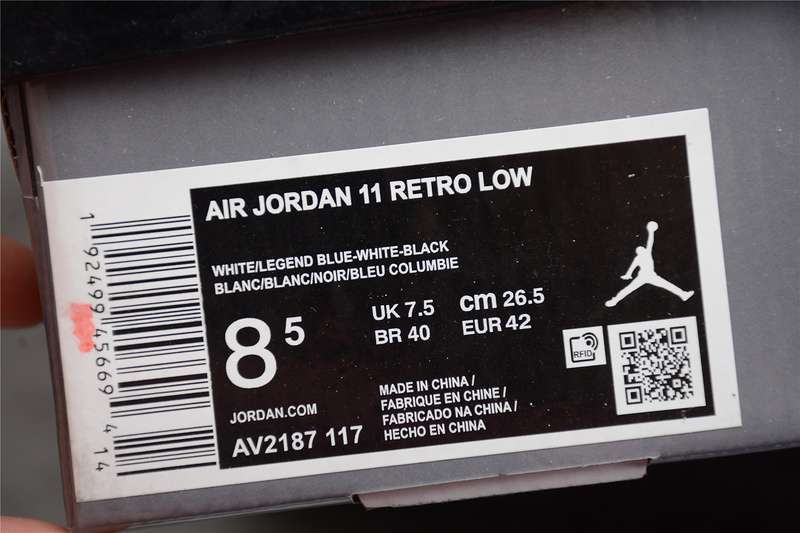 AIR JORDAN 11 RETRO LOW
WHITE/LEGEND BLUE-WHITE-BLACK
BLANC/BLANC/NOIR/BLEU COLUMBIE
8 5
UK 7.5 cm 26.5
BR 40 EUR 42
MADE IN CHINA /
FABRIQUE EN CHINE /
FABRICADO NA CHINA /
HECHO EN CHINA
JORDAN.COM
AV2187 117
RFID
1 92499 45669 4 14